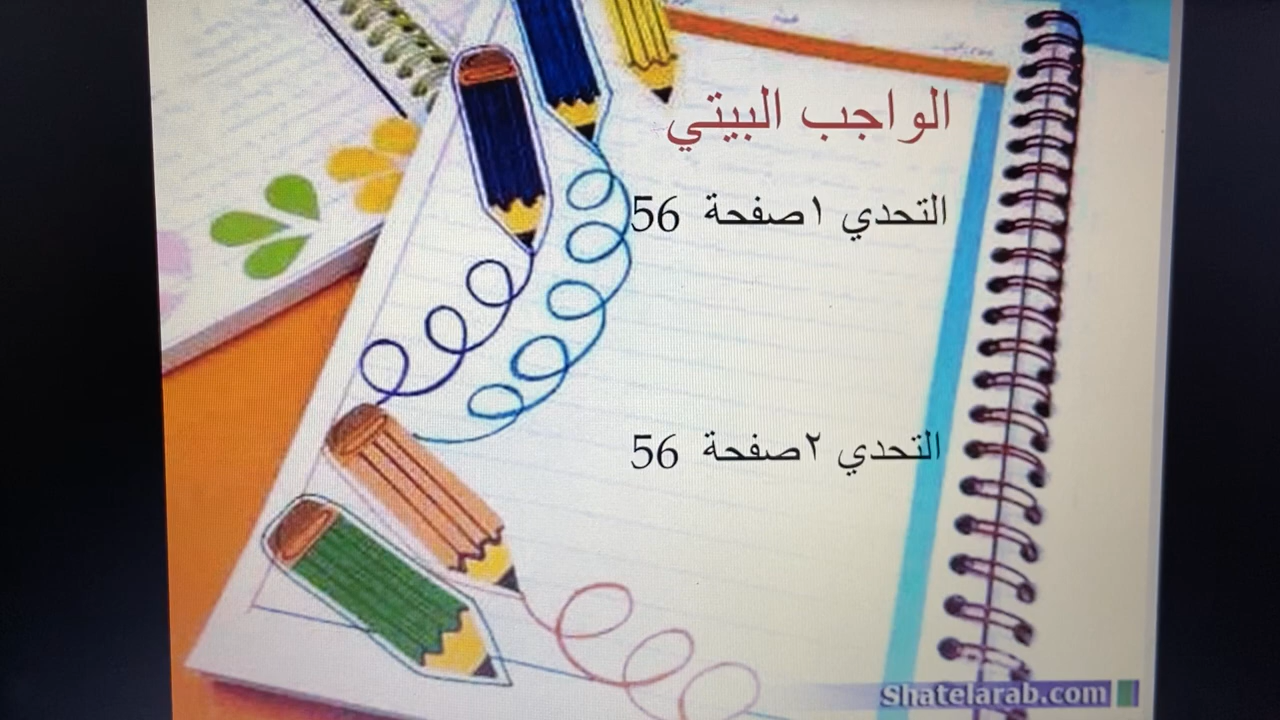 الواجب البيتي
التحدي ١صفحة 56
التحدي ٢صفحة 56
Shatelarab.com